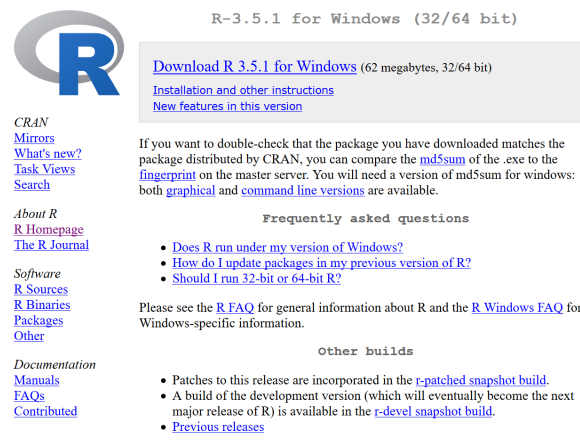 R
R-3.5.1 for Windows (32/64 bit)
Download R 3.5.1 for Windows (62 megabytes, 32/64 bit)
Installation and other instructions
New features in this version
CRAN
Mirrors
What's new?
Task Views
Search
About R
R Homepage
The R Journal
Software
R Sources
R Binaries
Packages
Other
Documentation
Manuals
FAQs
Contributed
If you want to double-check that the package you have downloaded matches the
package distributed by CRAN, you can compare the md5sum of the .exe to the
fingerprint on the master server. You will need a version of md5sum for windows:
both graphical and command line versions are available.
Frequently asked questions
• Does R run under my version of Windows?
• How do I update packages in my previous version of R?
• Should I run 32-bit or 64-bit R?
Please see the R FAQ for general information about R and the R Windows FAQ for
Windows-specific information.
Other builds
• Patches to this release are incorporated in the r-patched snapshot build.
• A build of the development version (which will eventually become the next
major release of R) is available in the r-devel snapshot build.
• Previous releases